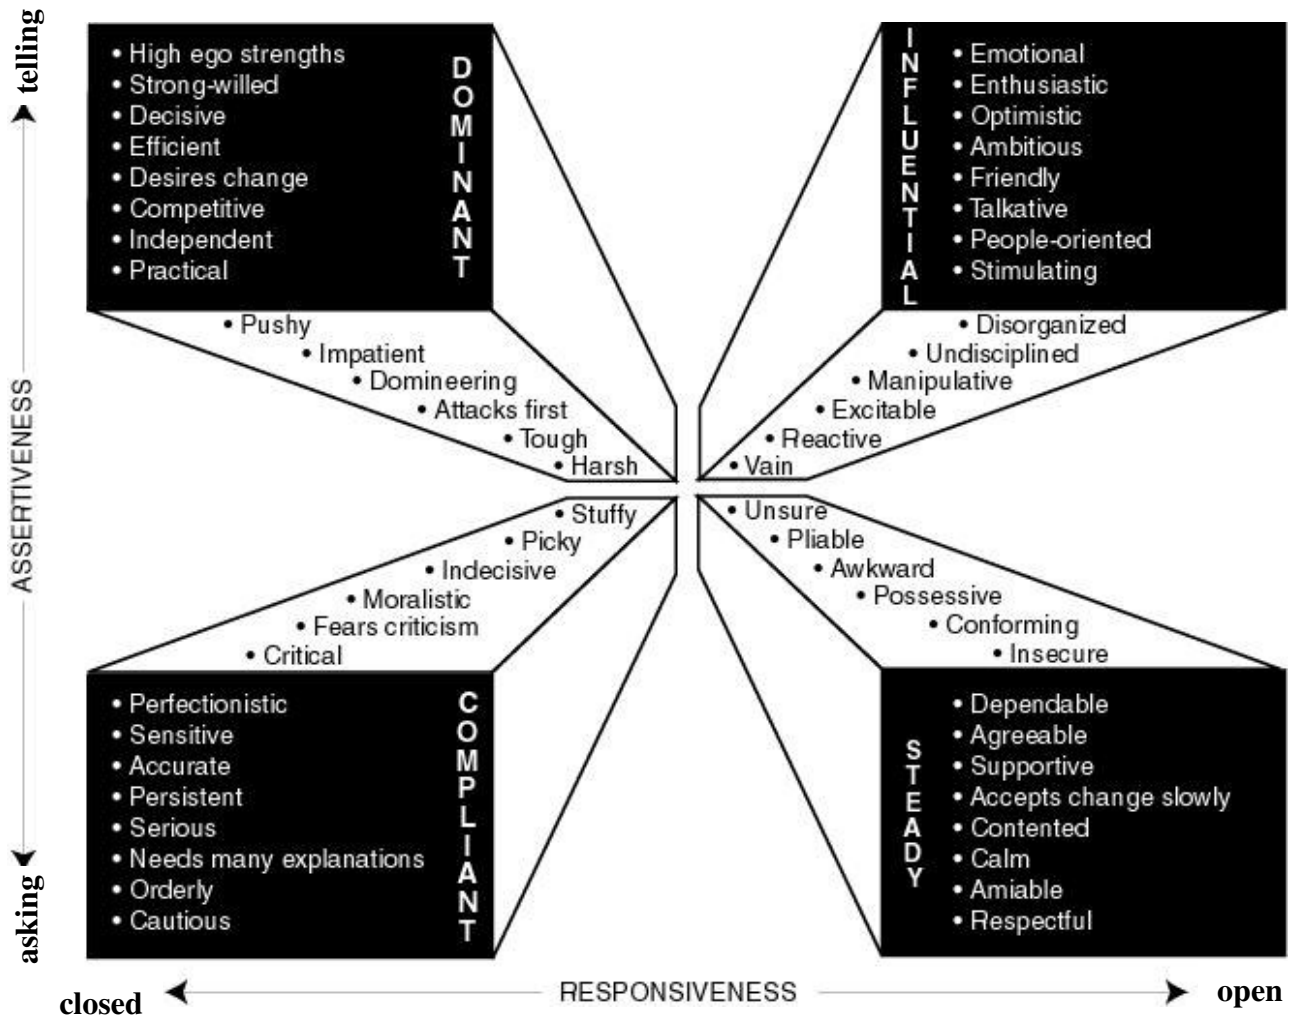 telling
• High ego strengths
• Strong-willed
• Decisive
• Efficient
• Desires change
• Competitive
• Independent
• Practical
DOMINANT
INFLUENTIAL
• Emotional
• Enthusiastic
• Optimistic
• Ambitious
• Friendly
• Talkative
• People-oriented
• Stimulating
• Pushy
• Impatient
• Domineering
• Attacks first
• Tough
• Harsh
• Disorganized
• Undisciplined
• Manipulative
• Excitable
• Reactive
• Vain
ASSERTIVENESS
• Stuffy
• Picky
• Indecisive
• Moralistic
• Fears criticism
• Critical
• Unsure
• Pliable
• Awkward
• Possessive
• Conforming
• Insecure
• Perfectionistic
• Sensitive
• Accurate
• Persistent
• Serious
• Needs many explanations
• Orderly
• Cautious
COMPLIANT
STEADY
• Dependable
• Agreeable
• Supportive
• Accepts change slowly
• Contented
• Calm
• Amiable
• Respectful
asking
closed
RESPONSIVENESS
open